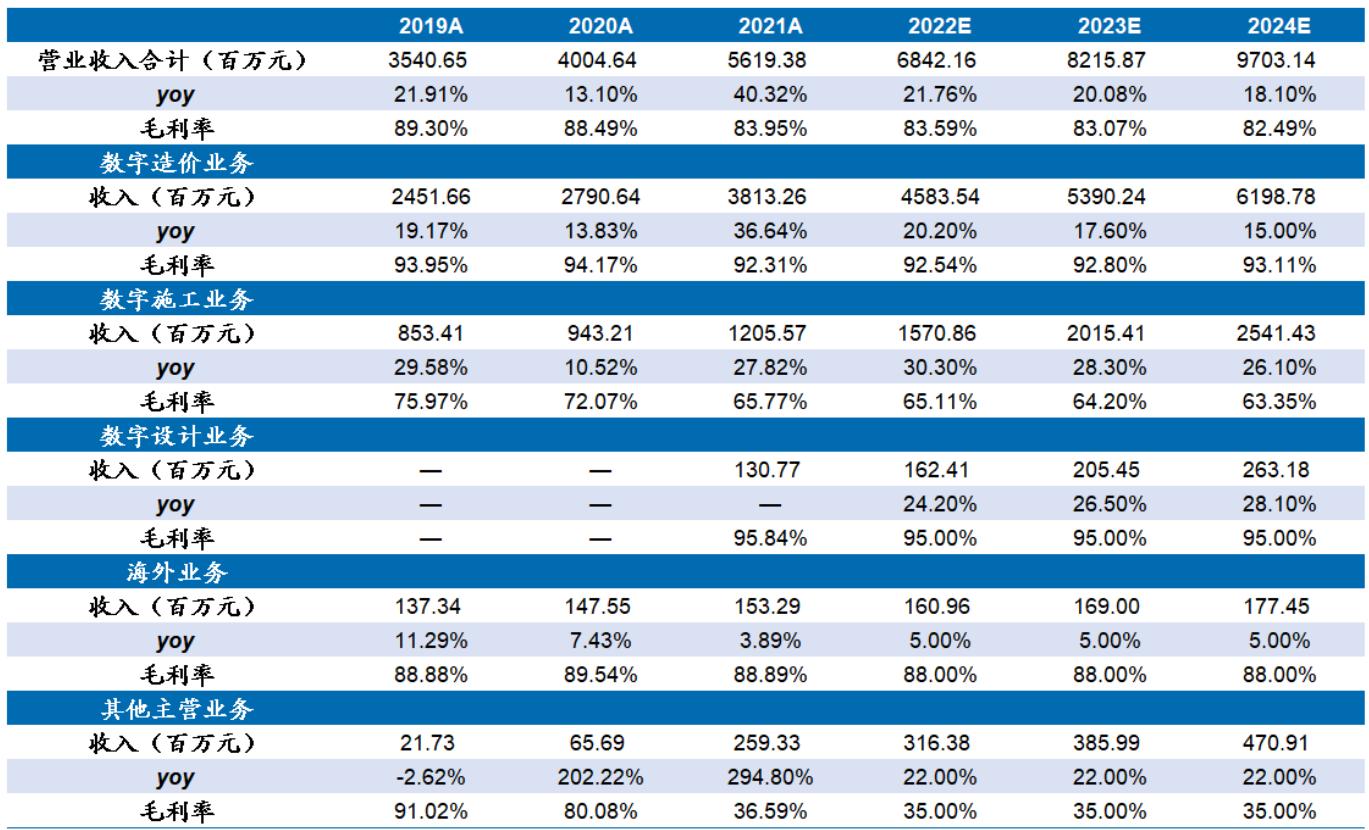 2019A 2020A 2021A 2022E 2023E 2024E
营业收入合计（百万元） 3540.65 4004.64 5619.38 6842.16 8215.87 9703.14
yoy 21.91% 13.10% 40.32% 21.76% 20.08% 18.10%
毛利率 89.30% 88.49% 83.95% 83.59% 83.07% 82.49%
数字造价业务
收入（百万元） 2451.66 2790.64 3813.26 4583.54 5390.24 6198.78
yoy 19.17% 13.83% 36.64% 20.20% 17.60% 15.00%
毛利率 93.95% 94.17% 92.31% 92.54% 92.80% 93.11%
数字施工业务
收入（百万元） 853.41 943.21 1205.57 1570.86 2015.41 2541.43
yoy 29.58% 10.52% 27.82% 30.30% 28.30% 26.10%
毛利率 75.97% 72.07% 65.77% 65.11% 64.20% 63.35%
数字设计业务
收入（百万元） — — 130.77 162.41 205.45 263.18
yoy — — — 24.20% 26.50% 28.10%
毛利率 — — 95.84% 95.00% 95.00% 95.00%
海外业务
收入（百万元） 137.34 147.55 153.29 160.96 169.00 177.45
yoy 11.29% 7.43% 3.89% 5.00% 5.00% 5.00%
毛利率 88.88% 89.54% 88.89% 88.00% 88.00% 88.00%
其他主营业务
收入（百万元） 21.73 65.69 259.33 316.38 385.99 470.91
yoy -2.62% 202.22% 294.80% 22.00% 22.00% 22.00%
毛利率 91.02% 80.08% 36.59% 35.00% 35.00% 35.00%